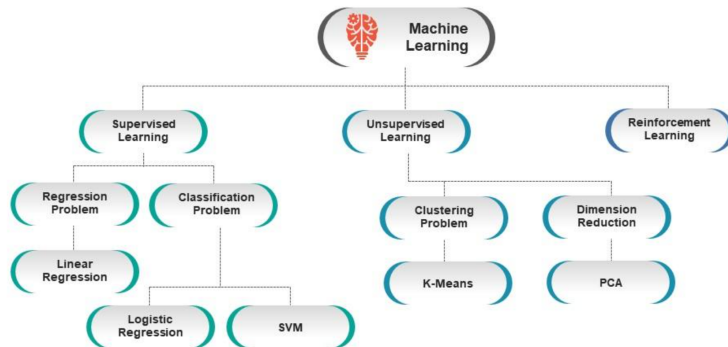 Machine
Learning
Supervised
Learning
Unsupervised
Learning
Reinforcement
Learning
Regression
Problem
Classification
Problem
Clustering
Problem
Dimension
Reduction
Linear
Regression
K-Means
PCA
Logistic
Regression
SVM